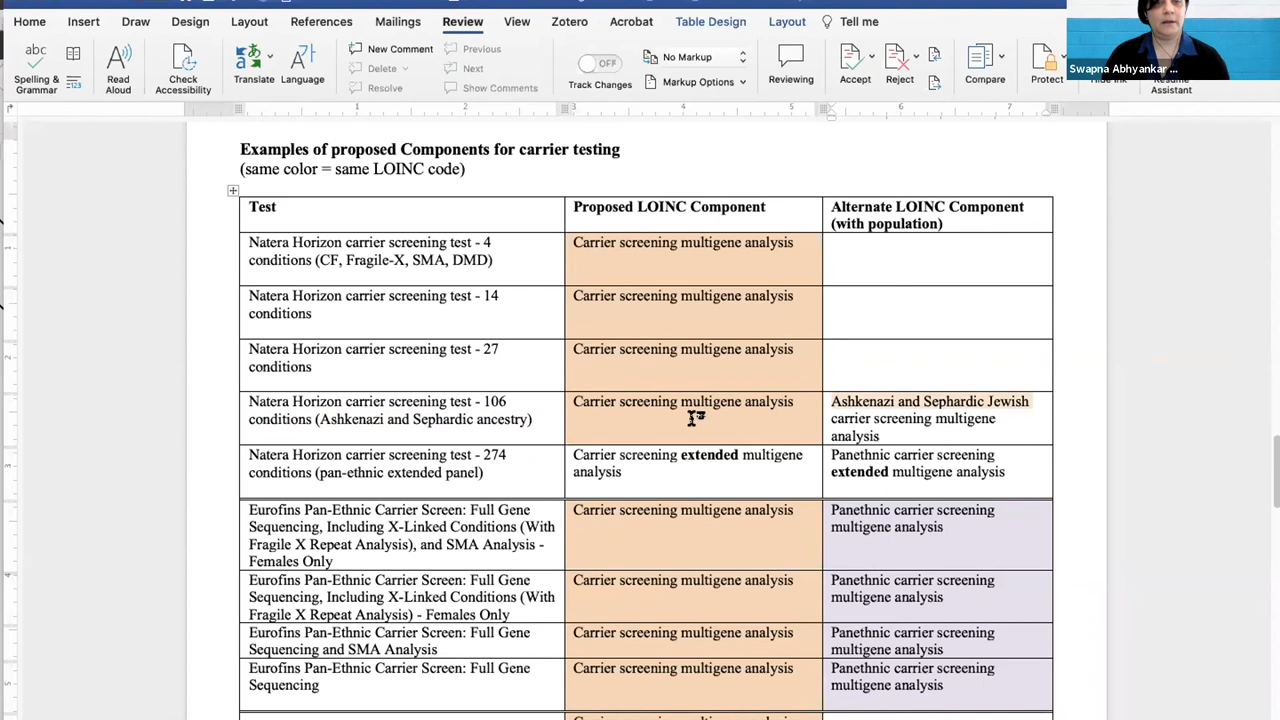 Home Insert Draw Design Layout References Mailings Review View Zotero Acrobat Table Design Layout Tell me
abc
Spelling & Grammar
Read Aloud
Check Accessibility
Translate
Language
New Comment
Delete
Resolve
Previous
Next
Show Comments
OFF
Track Changes
No Markup
Markup Options
Reviewing
Accept
Reject
Compare
Protect
Hide Ink
Resume Assistant
Swapna Abhyankar ...
1 2 3 4 5 6 7
Examples of proposed Components for carrier testing
(same color = same LOINC code)
Test
Proposed LOINC Component
Alternate LOINC Component
(with population)
Natera Horizon carrier screening test - 4
conditions (CF, Fragile-X, SMA, DMD)
Carrier screening multigene analysis
Natera Horizon carrier screening test - 14
conditions
Carrier screening multigene analysis
Natera Horizon carrier screening test - 27
conditions
Carrier screening multigene analysis
Natera Horizon carrier screening test - 106
conditions (Ashkenazi and Sephardic ancestry)
Carrier screening multigene analysis
Ashkenazi and Sephardic Jewish
carrier screening multigene
analysis
Natera Horizon carrier screening test - 274
conditions (pan-ethnic extended panel)
Carrier screening extended multigene
analysis
Panethnic carrier screening
extended multigene analysis
Eurofins Pan-Ethnic Carrier Screen: Full Gene
Sequencing, Including X-Linked Conditions (With
Fragile X Repeat Analysis), and SMA Analysis -
Females Only
Carrier screening multigene analysis
Panethnic carrier screening
multigene analysis
Eurofins Pan-Ethnic Carrier Screen: Full Gene
Sequencing, Including X-Linked Conditions (With
Fragile X Repeat Analysis) - Females Only
Carrier screening multigene analysis
Panethnic carrier screening
multigene analysis
Eurofins Pan-Ethnic Carrier Screen: Full Gene
Sequencing and SMA Analysis
Carrier screening multigene analysis
Panethnic carrier screening
multigene analysis
Eurofins Pan-Ethnic Carrier Screen: Full Gene
Sequencing
Carrier screening multigene analysis
Panethnic carrier screening
multigene analysis